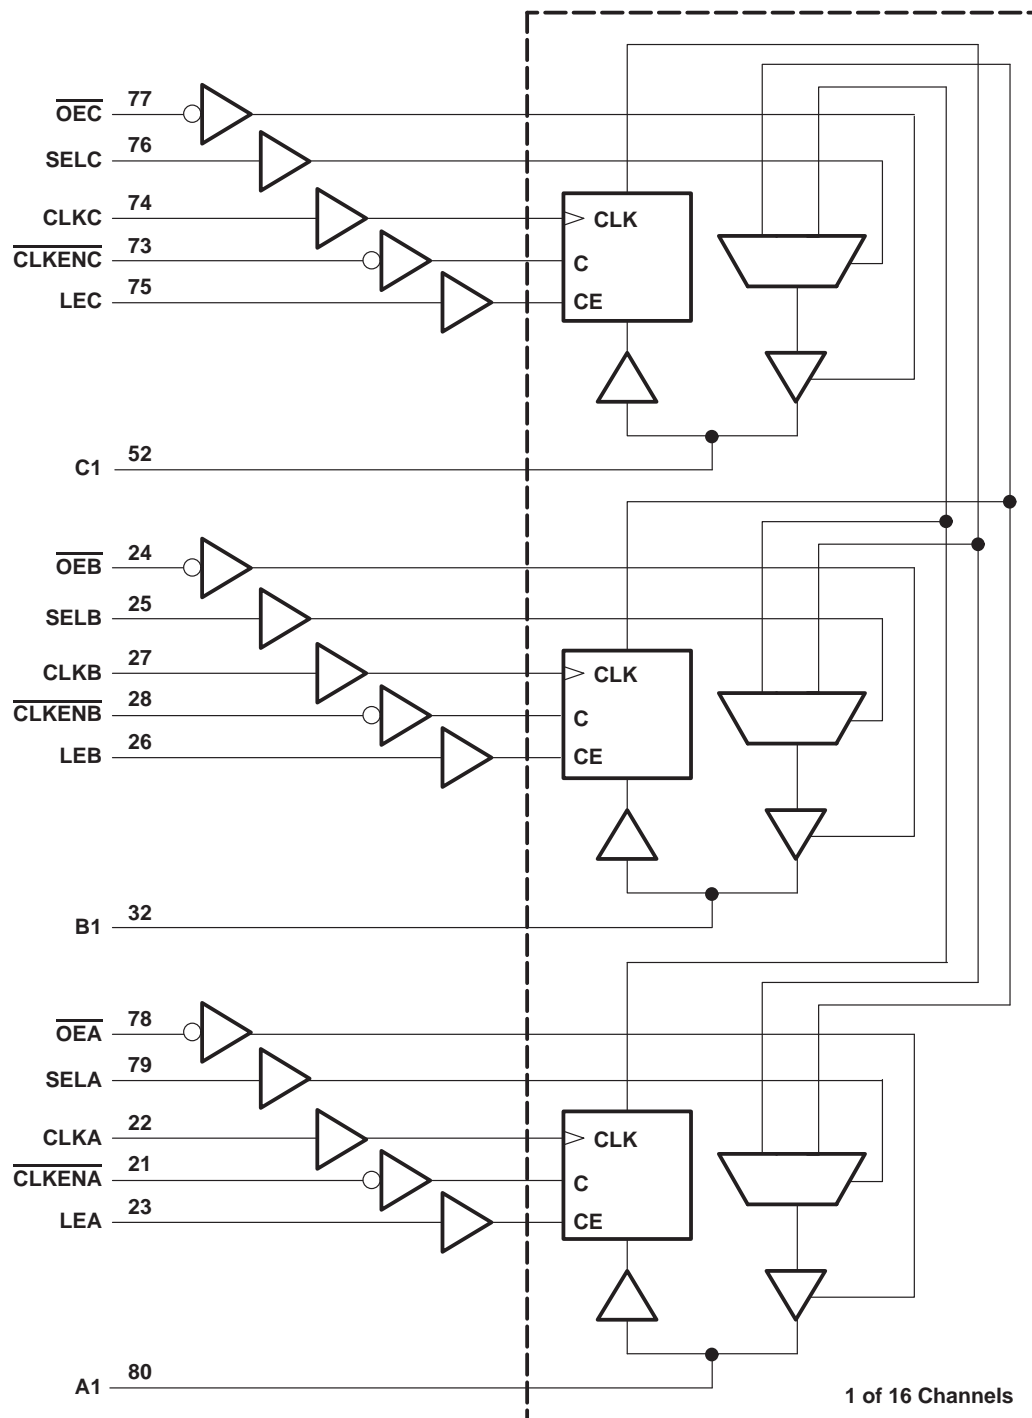 OEC 77
SELC 76
CLKC 74
CLKENC 73
LEC 75
CLK
C
CE
C1 52
OEB 24
SELB 25
CLKB 27
CLKENB 28
LEB 26
CLK
C
CE
B1 32
OEA 78
SELA 79
CLKA 22
CLKENA 21
LEA 23
CLK
C
CE
A1 80
1 of 16 Channels